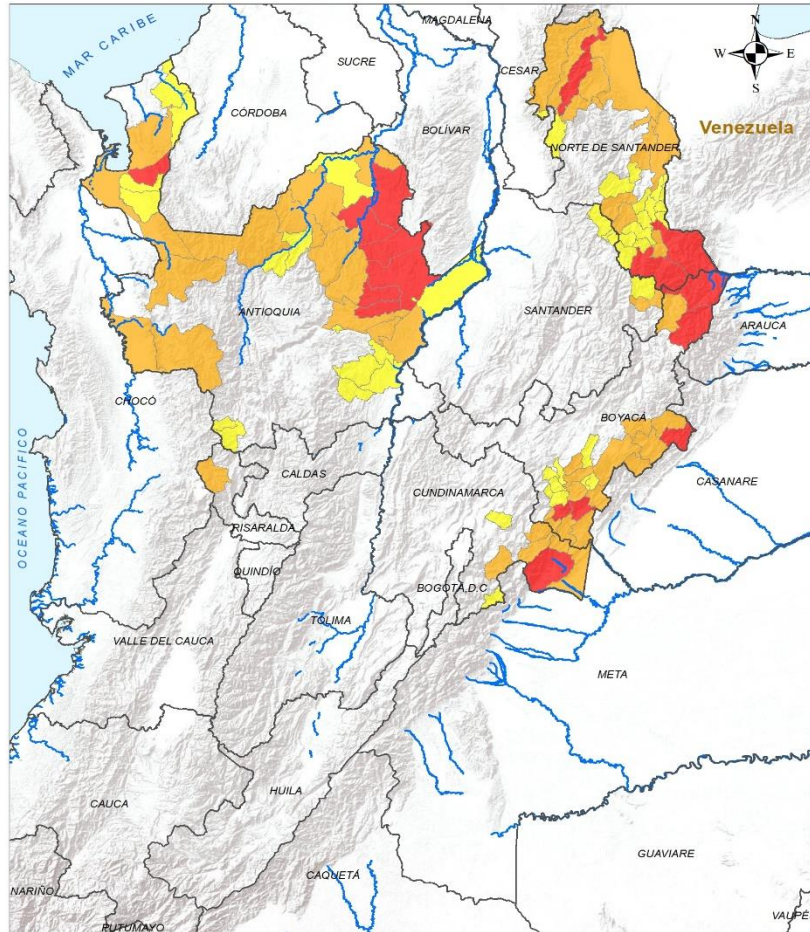 MAGDALENA
N
MAR CARIBE
SUCRE
W
E
CESAR
S
CÓRDOBA
Venezuela
BOLÍVAR
NORTE DE SANTANDER
ANTIOQUIA
SANTANDER
ARAUCA
CHOCÓ
BOYACÁ
CALDAS
CUNDINAMARCA
CASANARE
OCEANO PACIFICO
RISARALDA
QUINDÍO
BOGOTÁ, D.C
TOLIMA
VALLE DEL CAUCA
META
HUILA
CAUCA
GUAVIARE
CAQUETÁ
NARIÑO
VAUPÉ
PUTUMAYO